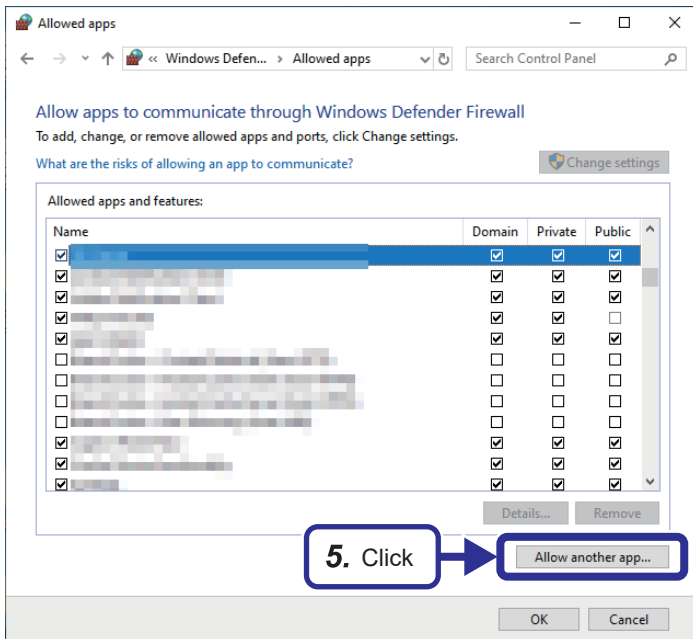 Allowed apps
« Windows Defen... › Allowed apps
Search Control Panel
Allow apps to communicate through Windows Defender Firewall
To add, change, or remove allowed apps and ports, click Change settings.
What are the risks of allowing an app to communicate?
Change settings
Allowed apps and features:
Name Domain Private Public
Details... Remove
5. Click
Allow another app...
OK Cancel